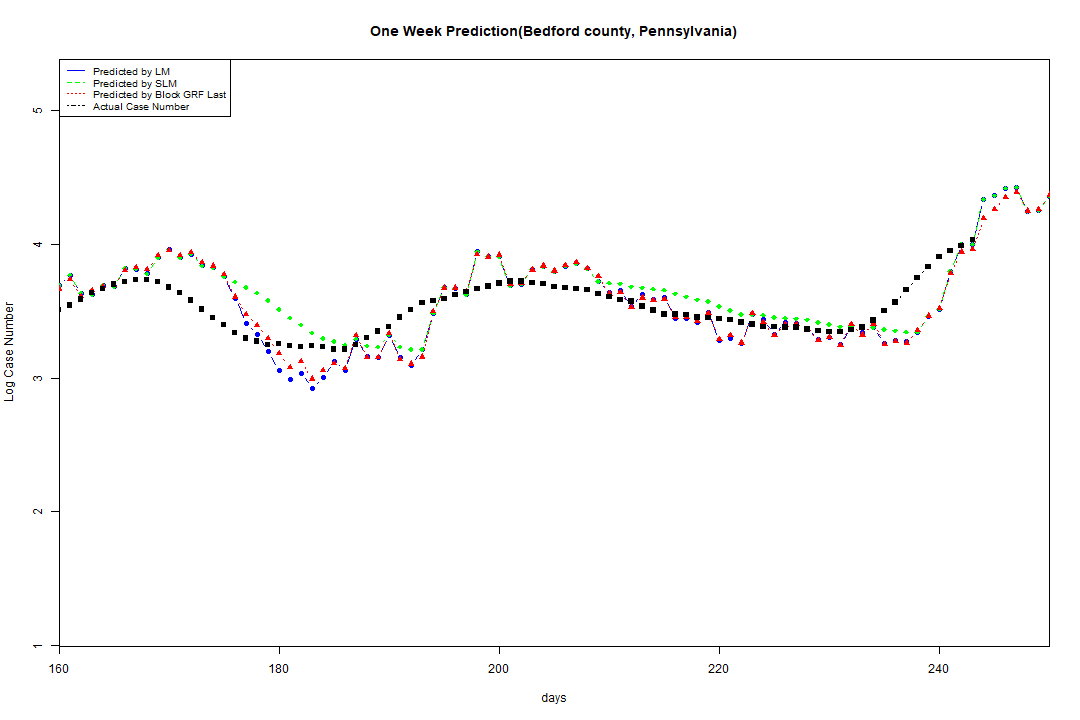 One Week Prediction(Bedford county, Pennsylvania)
Predicted by LM
Predicted by SLM
Predicted by Block GRF Last
Actual Case Number
5
4
3
2
1
Log Case Number
160 180 200 220 240
days